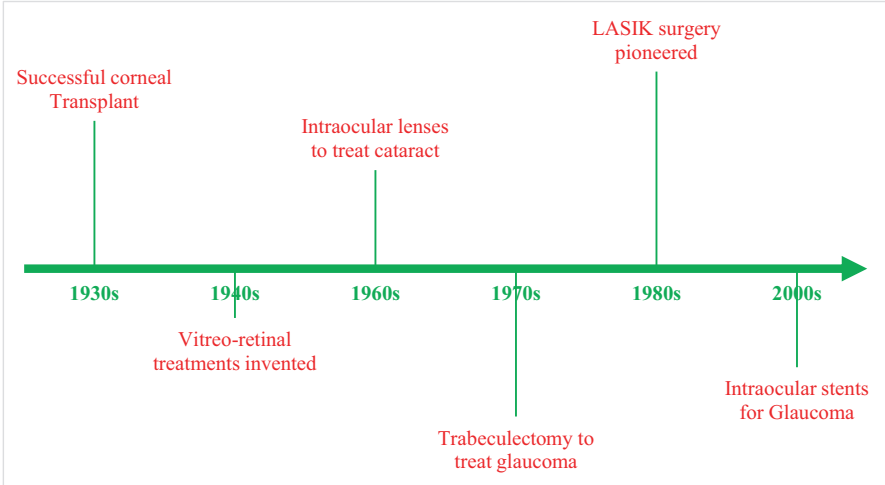 LASIK surgery
pioneered
Successful corneal
Transplant
Intraocular lenses
to treat cataract
1930s
1940s
1960s
1970s
1980s
2000s
Vitreo-retinal
treatments invented
Intraocular stents
for Glaucoma
Trabeculectomy to
treat glaucoma